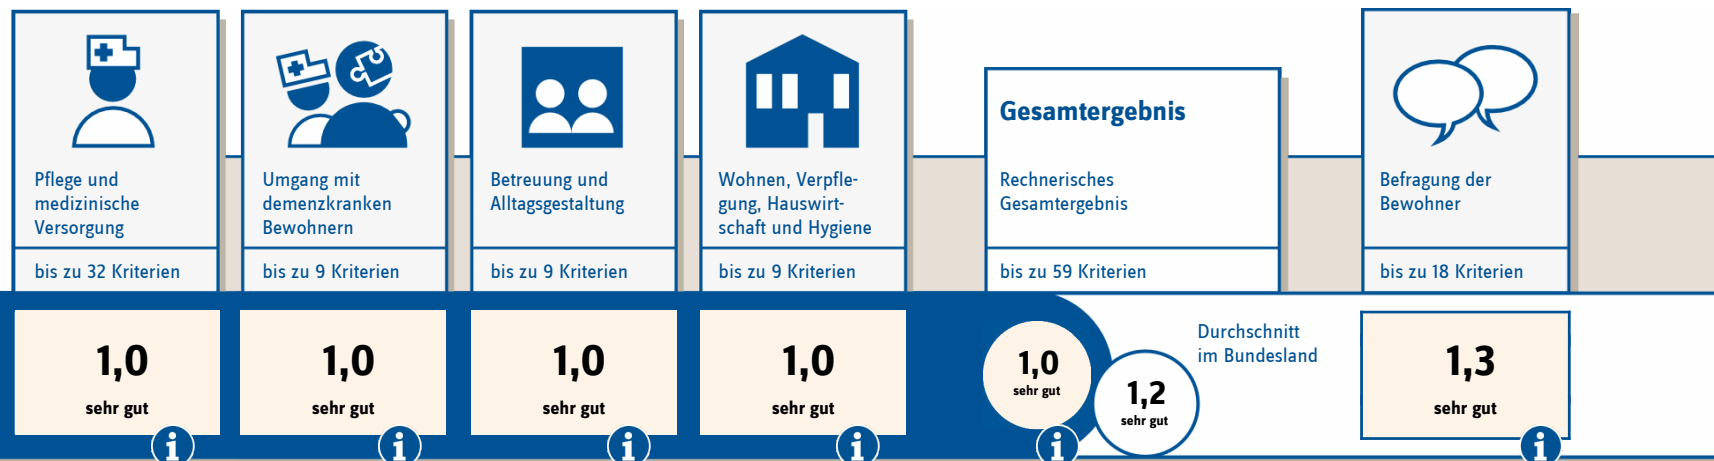 Pflege und
medizinische
Versorgung
bis zu 32 Kriterien
1,0
sehr gut
Umgang mit
demenzkranken
Bewohnern
bis zu 9 Kriterien
1,0
sehr gut
Betreuung und
Alltagsgestaltung
bis zu 9 Kriterien
1,0
sehr gut
Wohnen, Verpfle-
gung, Hauswirt-
schaft und Hygiene
bis zu 9 Kriterien
1,0
sehr gut
Gesamtergebnis
Rechnerisches
Gesamtergebnis
bis zu 59 Kriterien
1,0
sehr gut
1,2
sehr gut
Durchschnitt
im Bundesland
Befragung der
Bewohner
bis zu 18 Kriterien
1,3
sehr gut